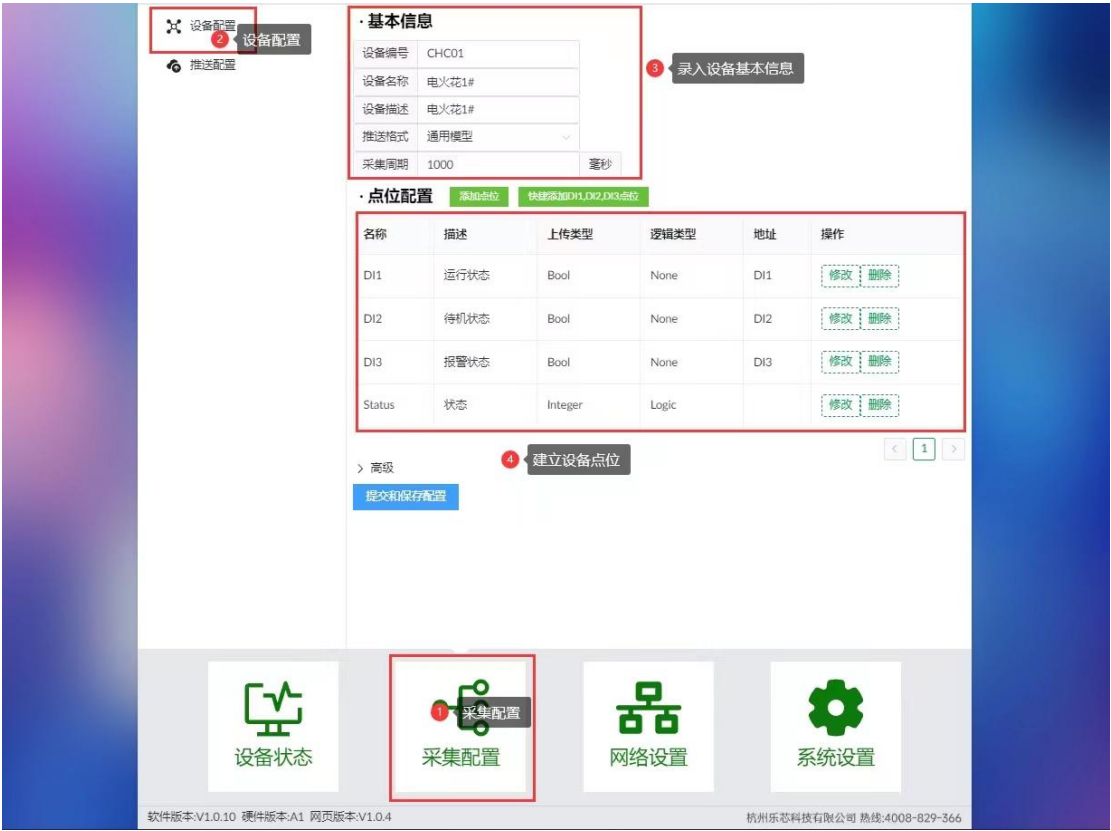 设备配置
2 设备配置
推送配置
·基本信息
设备编号 CHC01
设备名称 电火花1#
设备描述 电火花1#
推送格式 通用模型
采集周期 1000 毫秒
3 录入设备基本信息
·点位配置 添加点位 快捷添加DI1,DI2,DI3点位
名称 描述 上传类型 逻辑类型 地址 操作
DI1 运行状态 Bool None DI1 修改 删除
DI2 待机状态 Bool None DI2 修改 删除
DI3 报警状态 Bool None DI3 修改 删除
Status 状态 Integer Logic 修改 删除
< 1 >
4 建立设备点位
> 高级
提交和保存配置
1 采集配置
设备状态 采集配置 网络设置 系统设置
软件版本:V1.0.10 硬件版本:A1 网页版本:V1.0.4 杭州乐芯科技有限公司 热线:4008-829-366